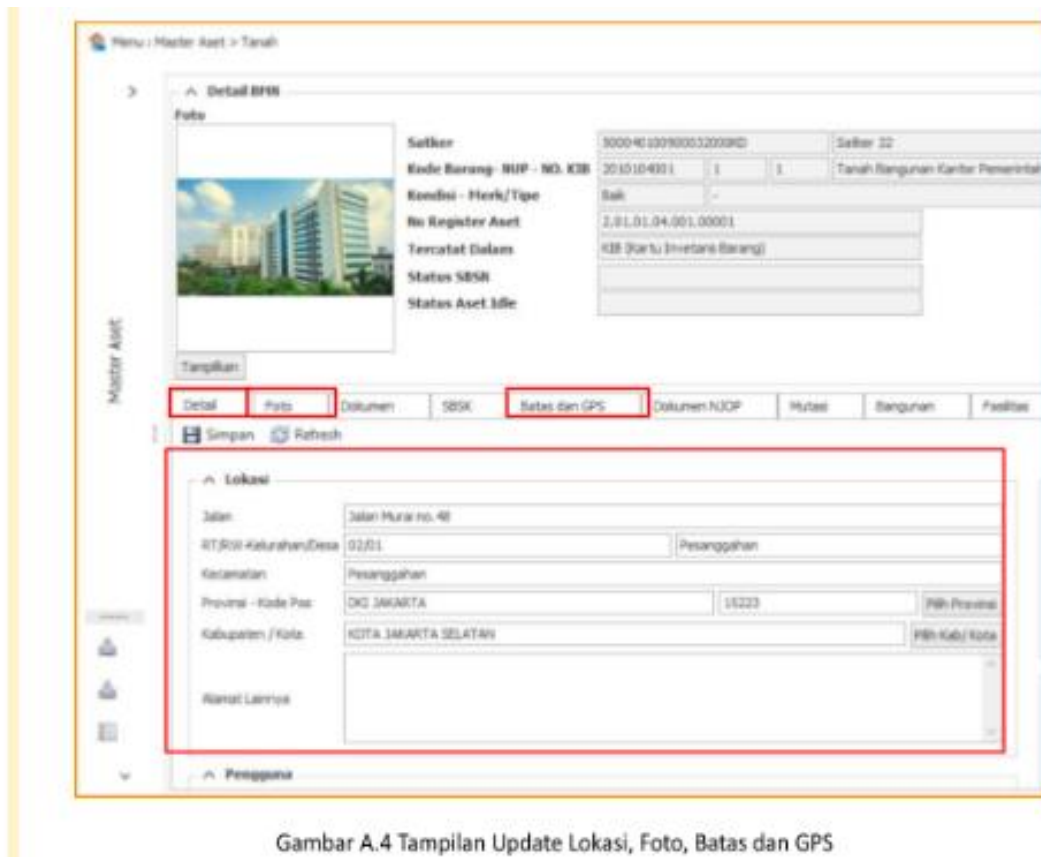 Menu : Master Aset > Tanah
Detail BMN
Foto
Satker Satker 32
Kode Barang- NUP - NO. KIB 2010104001 1 1 Tanah Bangunan Kantor Pemerintah
Kondisi - Merk/Tipe Baik -
No Register Aset 2.01.01.04.001.00001
Tercatat Dalam KIB (Kartu Invetaris Barang)
Status SBSN
Status Aset Idle
Tampilkan
Master Aset
Detail Foto Dokumen SBSK Batas dan GPS Dokumen NJOP Mutasi Bangunan Fasilitas
Simpan Refresh
Lokasi
Jalan Jalan Murai no. 48
RT/RW-Kelurahan/Desa 02/01 Pesanggahan
Kecamatan Pesanggahan
Provinsi - Kode Pos DKI JAKARTA 15223 Pilih Provinsi
Kabupaten / Kota KOTA JAKARTA SELATAN Pilih Kab/ Kota
Alamat Lainnya
Pengguna
Gambar A.4 Tampilan Update Lokasi, Foto, Batas dan GPS